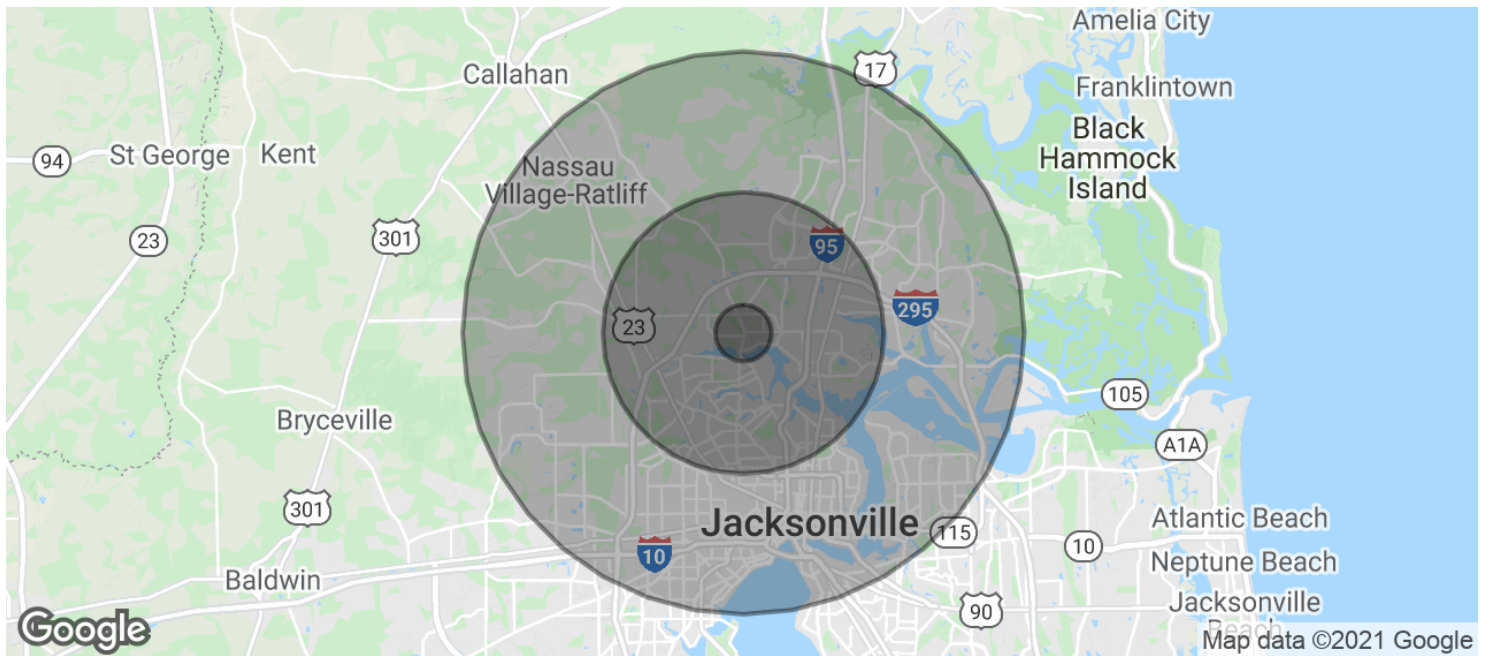 Amelia City
17
Callahan
Franklintown
Black
Hammock
Island
94
St George
Kent
Nassau
Village-Ratliff
23
301
95
295
23
105
Bryceville
A1A
301
Jacksonville
115
Atlantic Beach
10
10
Neptune Beach
Baldwin
90
Jacksonville
Beach
Google
Map data ©2021 Google